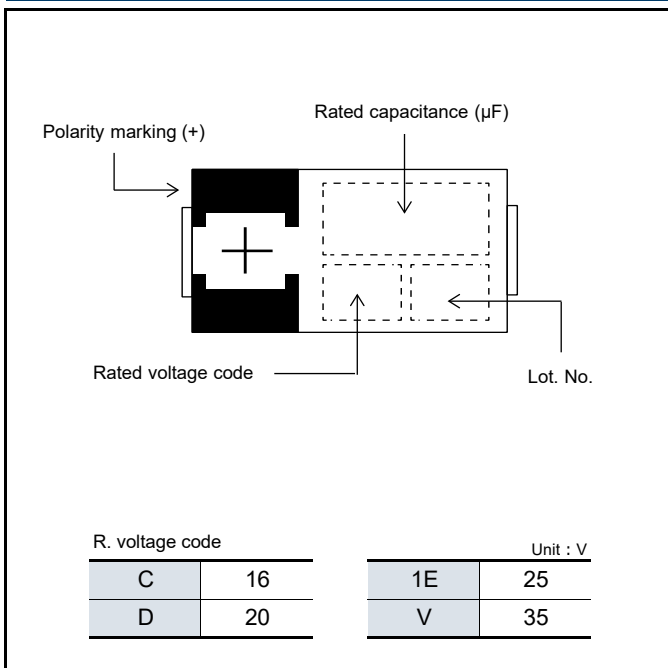 Rated capacitance (µF)
Polarity marking (+)
+
Rated voltage code
Lot. No.
R. voltage code
Unit : V
C 16 1E 25
D 20 V 35